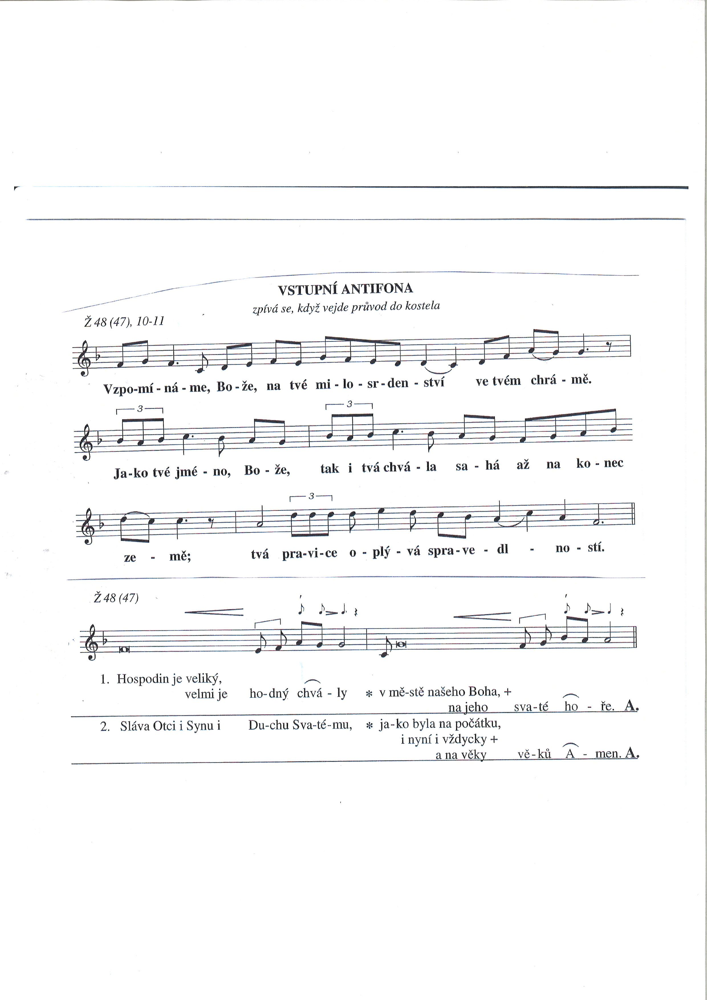 VSTUPNÍ ANTIFONA
zpívá se, když vejde průvod do kostela
Ž 48 (47), 10-11
Vzpo-mí - ná - me, Bo - že, na tvé mi - lo - sr - den - ství ve tvém chrá - mě.
3 3
Ja-ko tvé jmé - no, Bo - že, tak i tvá chvá - la sa - há až na ko - nec
3
ze - mě; tvá pra-vi-ce o - plý - vá spra-ve - dl - no - stí.
Ž 48 (47)
1. Hospodin je veliký,
velmi je ho-dný chvá - ly * v mě-stě našeho Boha, +
na jeho sva-té ho - ře. A.
2. Sláva Otci i Synu i Du-chu Sva-té-mu, * ja-ko byla na počátku,
i nyní i vždycky +
a na věky vě-ků A - men. A.